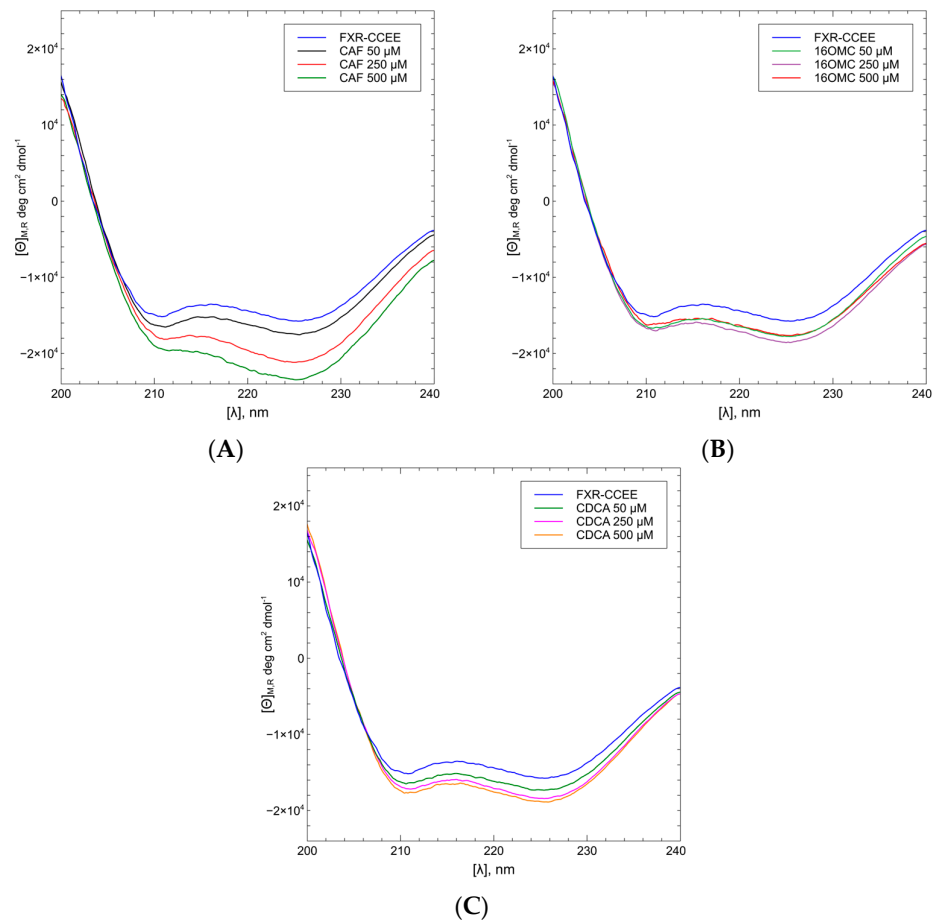 FXR-CCEE
CAF 50 µM
CAF 250 µM
CAF 500 µM
2×10⁴
10⁴
0
−1×10⁴
−2×10⁴
[Θ]M,R deg cm² dmol⁻¹
200 210 220 230 240
[λ], nm
(A)
FXR-CCEE
16OMC 50 µM
16OMC 250 µM
16OMC 500 µM
2×10⁴
10⁴
0
−1×10⁴
−2×10⁴
[Θ]M,R deg cm² dmol⁻¹
200 210 220 230 240
[λ], nm
(B)
FXR-CCEE
CDCA 50 µM
CDCA 250 µM
CDCA 500 µM
2×10⁴
10⁴
0
−1×10⁴
−2×10⁴
[Θ]M,R deg cm² dmol⁻¹
200 210 220 230 240
[λ], nm
(C)